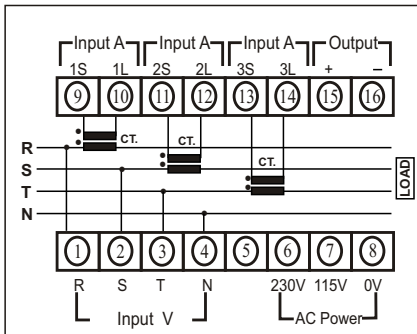 Input A Input A Input A Output
1S 1L 2S 2L 3S 3L + –
9 10 11 12 13 14 15 16
CT.
R
CT.
S
CT.
T
LOAD
N
1 2 3 4 5 6 7 8
R S T N 230V 115V 0V
Input V AC Power